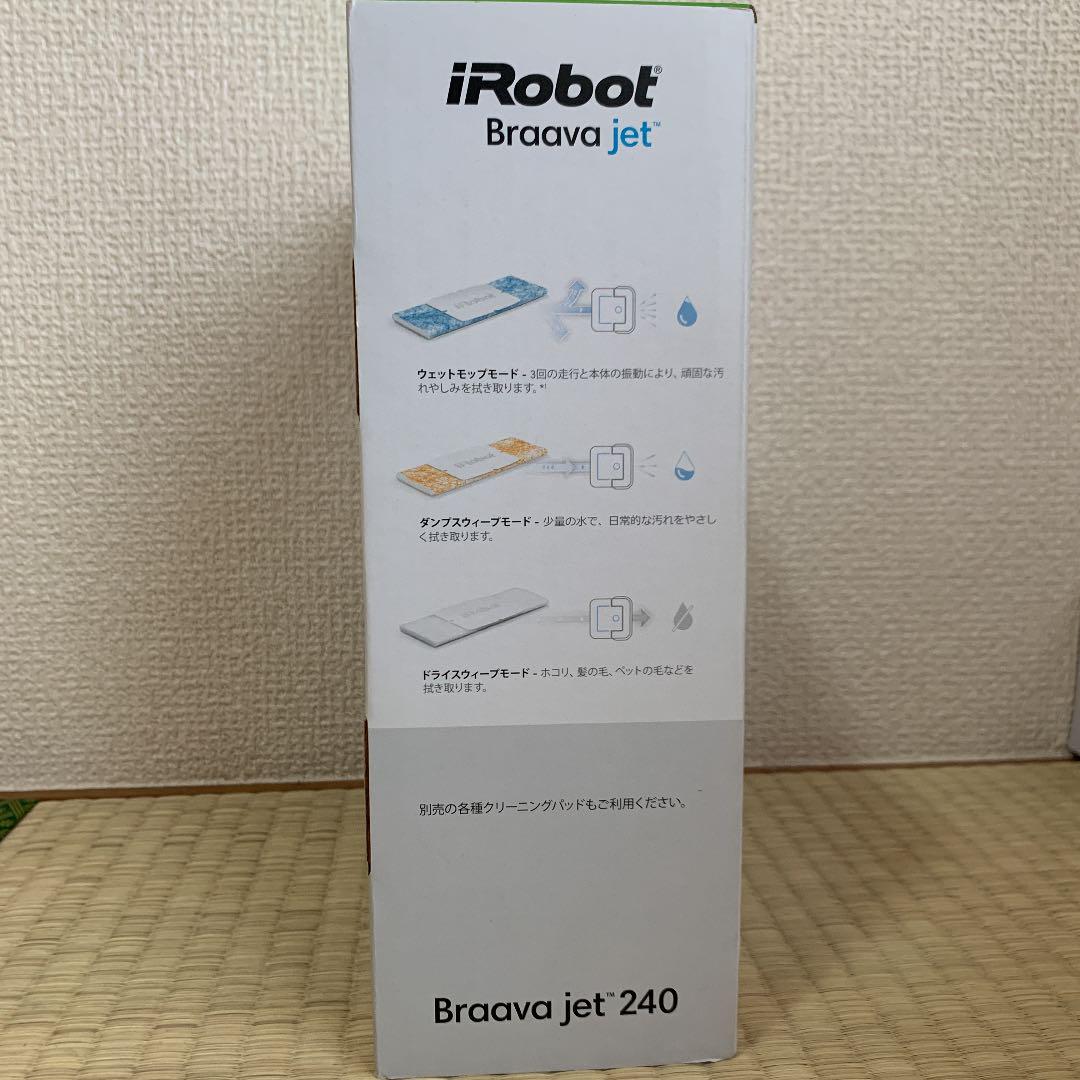 iRobot®
Braava jet™
iRobot
ウェットモップモード - 3回の走行と本体の振動により、頑固な汚
れやしみを拭き取ります。*¹
iRobot
ダンプスウィープモード - 少量の水で、日常的な汚れをやさし
く拭き取ります。
iRobot
ドライスウィープモード - ホコリ、髪の毛、ペットの毛などを
拭き取ります。
別売の各種クリーニングパッドもご利用ください。
Braava jet™ 240